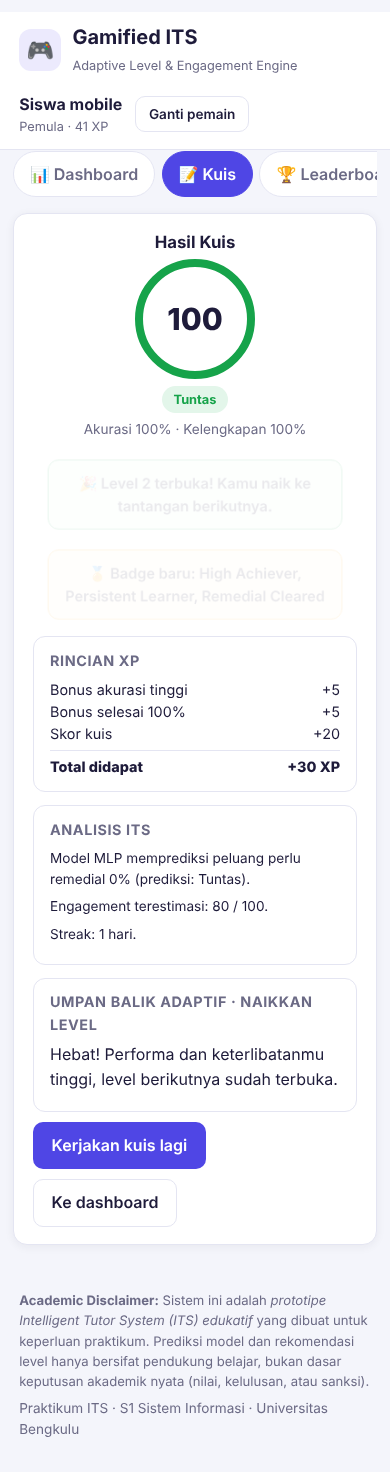 Gamified ITS
Adaptive Level & Engagement Engine
Siswa mobile
Pemula · 41 XP
Ganti pemain
Dashboard
Kuis
Leaderboa
Hasil Kuis
100
Tuntas
Akurasi 100% · Kelengkapan 100%
Level 2 terbuka! Kamu naik ke
tantangan berikutnya.
Badge baru: High Achiever,
Persistent Learner, Remedial Cleared
RINCIAN XP
Bonus akurasi tinggi +5
Bonus selesai 100% +5
Skor kuis +20
Total didapat +30 XP
ANALISIS ITS
Model MLP memprediksi peluang perlu
remedial 0% (prediksi: Tuntas).
Engagement terestimasi: 80 / 100.
Streak: 1 hari.
UMPAN BALIK ADAPTIF · NAIKKAN
LEVEL
Hebat! Performa dan keterlibatanmu
tinggi, level berikutnya sudah terbuka.
Kerjakan kuis lagi
Ke dashboard
Academic Disclaimer: Sistem ini adalah prototipe
Intelligent Tutor System (ITS) edukatif yang dibuat untuk
keperluan praktikum. Prediksi model dan rekomendasi
level hanya bersifat pendukung belajar, bukan dasar
keputusan akademik nyata (nilai, kelulusan, atau sanksi).
Praktikum ITS · S1 Sistem Informasi · Universitas
Bengkulu